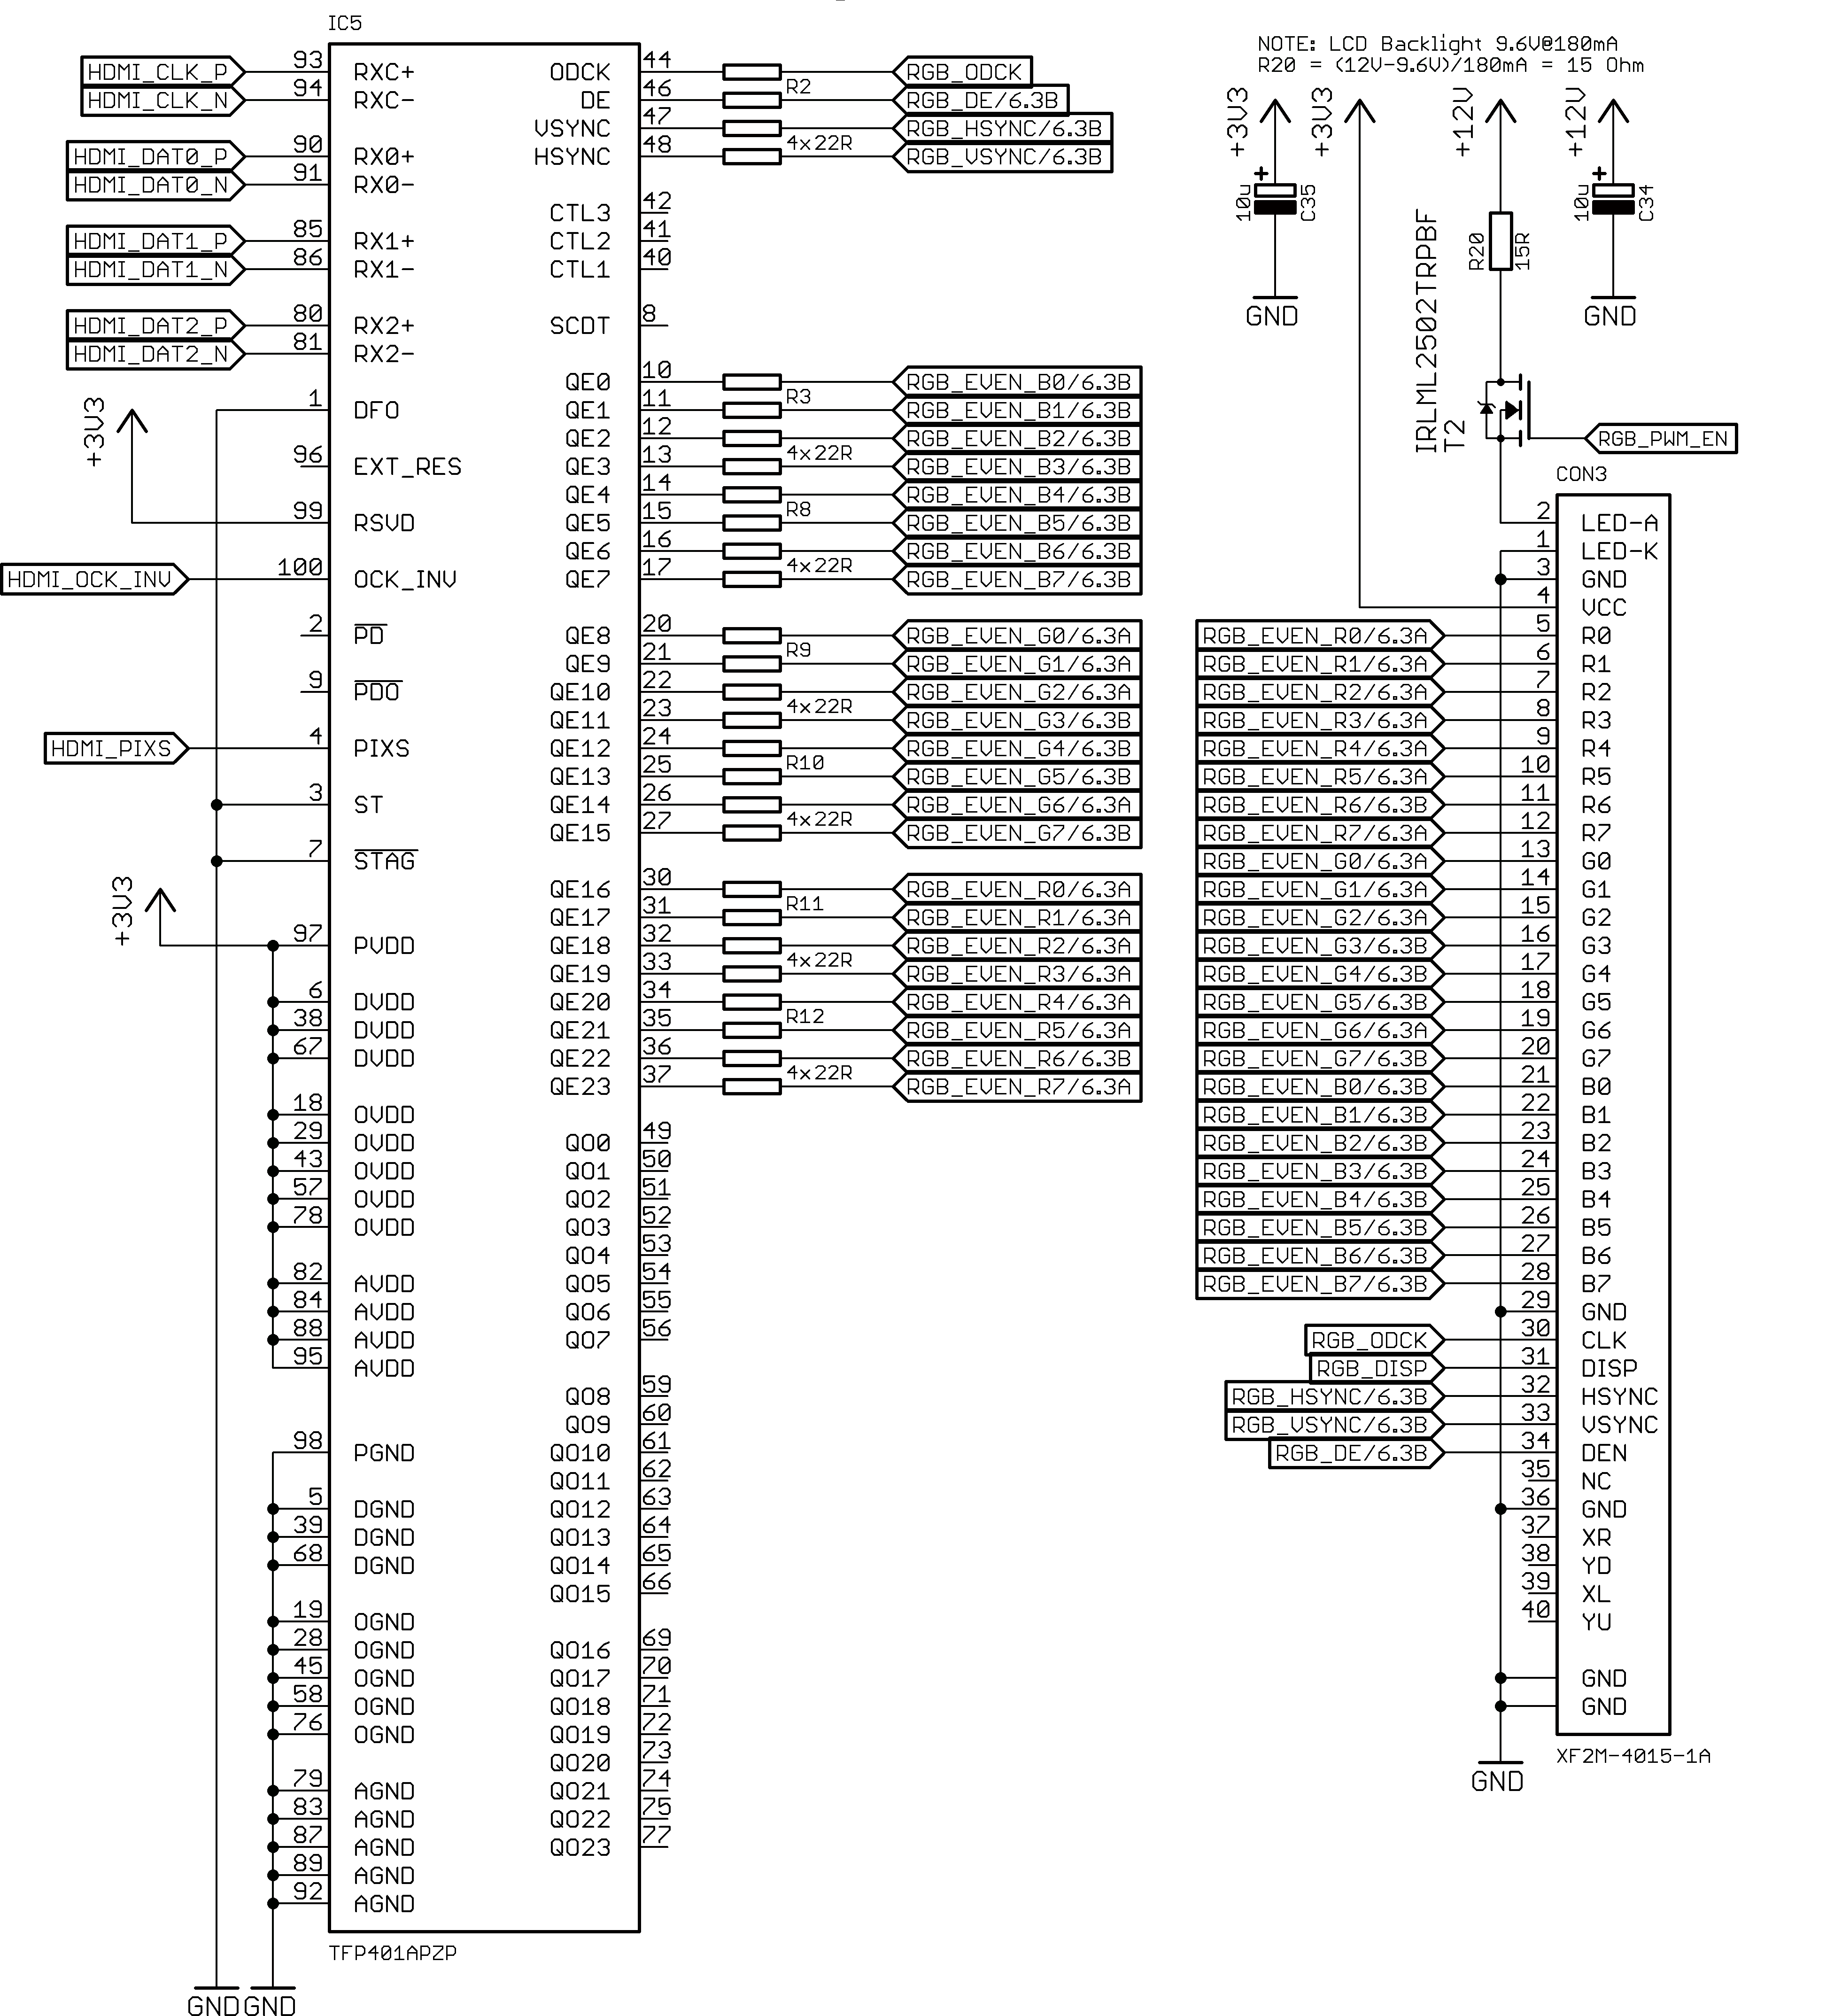 IC5
HDMI_CLK_P
HDMI_CLK_N
HDMI_DAT0_P
HDMI_DAT0_N
HDMI_DAT1_P
HDMI_DAT1_N
HDMI_DAT2_P
HDMI_DAT2_N
+3V3
HDMI_OCK_INV
HDMI_PIXS
+3V3
93 RXC+
94 RXC-
90 RX0+
91 RX0-
85 RX1+
86 RX1-
80 RX2+
81 RX2-
1 DFO
96 EXT_RES
99 RSVD
100 OCK_INV
2 PD
9 PDO
4 PIXS
3 ST
7 STAG
97 PVDD
6 DVDD
38 DVDD
67 DVDD
18 OVDD
29 OVDD
43 OVDD
57 OVDD
78 OVDD
82 AVDD
84 AVDD
88 AVDD
95 AVDD
98 PGND
5 DGND
39 DGND
68 DGND
19 OGND
28 OGND
45 OGND
58 OGND
76 OGND
79 AGND
83 AGND
87 AGND
89 AGND
92 AGND
TFP401APZP
GND GND
ODCK 44 RGB_ODCK
R2
DE 46 RGB_DE/6.3B
VSYNC 47 RGB_HSYNC/6.3B
4x22R
HSYNC 48 RGB_VSYNC/6.3B
CTL3 42
CTL2 41
CTL1 40
SCDT 8
QE0 10 RGB_EVEN_B0/6.3B
R3
QE1 11 RGB_EVEN_B1/6.3B
QE2 12 RGB_EVEN_B2/6.3B
4x22R
QE3 13 RGB_EVEN_B3/6.3B
QE4 14 RGB_EVEN_B4/6.3B
R8
QE5 15 RGB_EVEN_B5/6.3B
QE6 16 RGB_EVEN_B6/6.3B
4x22R
QE7 17 RGB_EVEN_B7/6.3B
QE8 20 RGB_EVEN_G0/6.3A
R9
QE9 21 RGB_EVEN_G1/6.3A
QE10 22 RGB_EVEN_G2/6.3A
4x22R
QE11 23 RGB_EVEN_G3/6.3B
QE12 24 RGB_EVEN_G4/6.3B
R10
QE13 25 RGB_EVEN_G5/6.3B
QE14 26 RGB_EVEN_G6/6.3A
4x22R
QE15 27 RGB_EVEN_G7/6.3B
QE16 30 RGB_EVEN_R0/6.3A
R11
QE17 31 RGB_EVEN_R1/6.3A
QE18 32 RGB_EVEN_R2/6.3A
4x22R
QE19 33 RGB_EVEN_R3/6.3A
QE20 34 RGB_EVEN_R4/6.3A
R12
QE21 35 RGB_EVEN_R5/6.3A
QE22 36 RGB_EVEN_R6/6.3B
4x22R
QE23 37 RGB_EVEN_R7/6.3A
QO0 49
QO1 50
QO2 51
QO3 52
QO4 53
QO5 54
QO6 55
QO7 56
QO8 59
QO9 60
QO10 61
QO11 62
QO12 63
QO13 64
QO14 65
QO15 66
QO16 69
QO17 70
QO18 71
QO19 72
QO20 73
QO21 74
QO22 75
QO23 77
NOTE: LCD Backlight 9.6V@180mA
R20 = (12V-9.6V)/180mA = 15 Ohm
+3V3
+3V3
+12V
+12V
+
10u
C35
GND
R20
15R
+
10u
C34
GND
IRLML2502TRPBF
T2
RGB_PWM_EN
CON3
2 LED-A
1 LED-K
3 GND
4 VCC
RGB_EVEN_R0/6.3A 5 R0
RGB_EVEN_R1/6.3A 6 R1
RGB_EVEN_R2/6.3A 7 R2
RGB_EVEN_R3/6.3A 8 R3
RGB_EVEN_R4/6.3A 9 R4
RGB_EVEN_R5/6.3A 10 R5
RGB_EVEN_R6/6.3B 11 R6
RGB_EVEN_R7/6.3A 12 R7
RGB_EVEN_G0/6.3A 13 G0
RGB_EVEN_G1/6.3A 14 G1
RGB_EVEN_G2/6.3A 15 G2
RGB_EVEN_G3/6.3B 16 G3
RGB_EVEN_G4/6.3B 17 G4
RGB_EVEN_G5/6.3B 18 G5
RGB_EVEN_G6/6.3A 19 G6
RGB_EVEN_G7/6.3B 20 G7
RGB_EVEN_B0/6.3B 21 B0
RGB_EVEN_B1/6.3B 22 B1
RGB_EVEN_B2/6.3B 23 B2
RGB_EVEN_B3/6.3B 24 B3
RGB_EVEN_B4/6.3B 25 B4
RGB_EVEN_B5/6.3B 26 B5
RGB_EVEN_B6/6.3B 27 B6
RGB_EVEN_B7/6.3B 28 B7
29 GND
RGB_ODCK 30 CLK
RGB_DISP 31 DISP
RGB_HSYNC/6.3B 32 HSYNC
RGB_VSYNC/6.3B 33 VSYNC
RGB_DE/6.3B 34 DEN
35 NC
36 GND
37 XR
38 YD
39 XL
40 YU
GND
GND
XF2M-4015-1A
GND